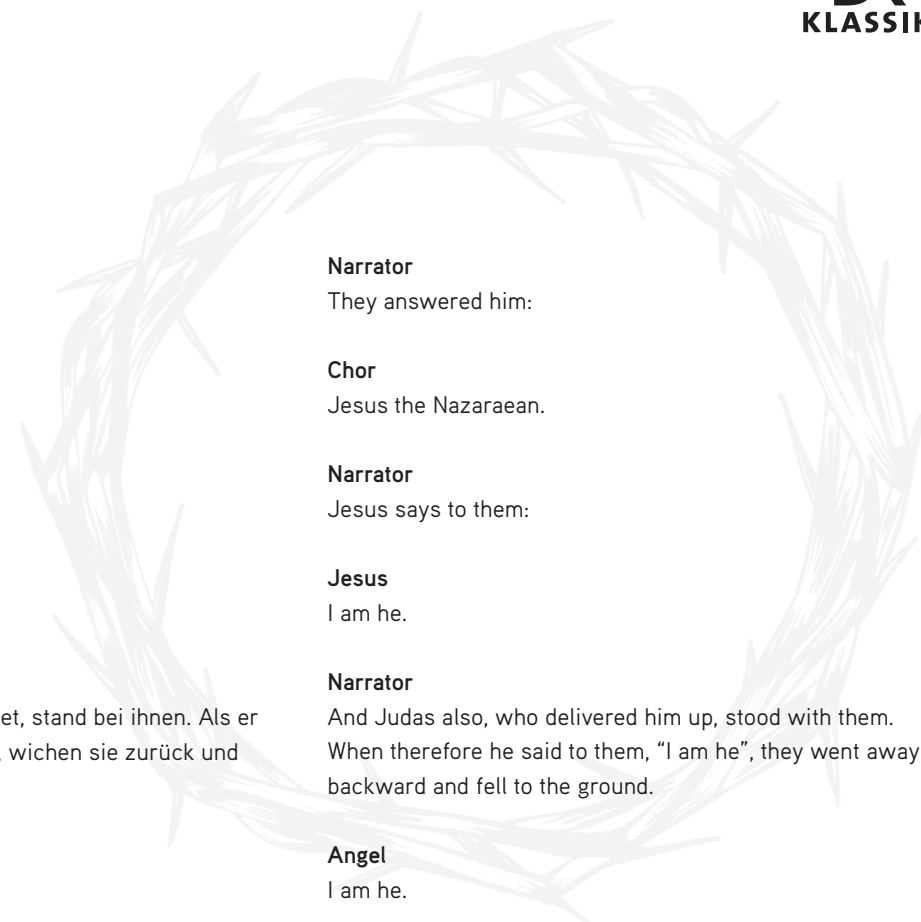 KLASSIK
Narrator
They answered him:
Chor
Jesus the Nazaraean.
Narrator
Jesus says to them:
Jesus
I am he.
et, stand bei ihnen. Als er
wichen sie zurück und
Narrator
And Judas also, who delivered him up, stood with them.
When therefore he said to them, “I am he”, they went away
backward and fell to the ground.
Angel
I am he.